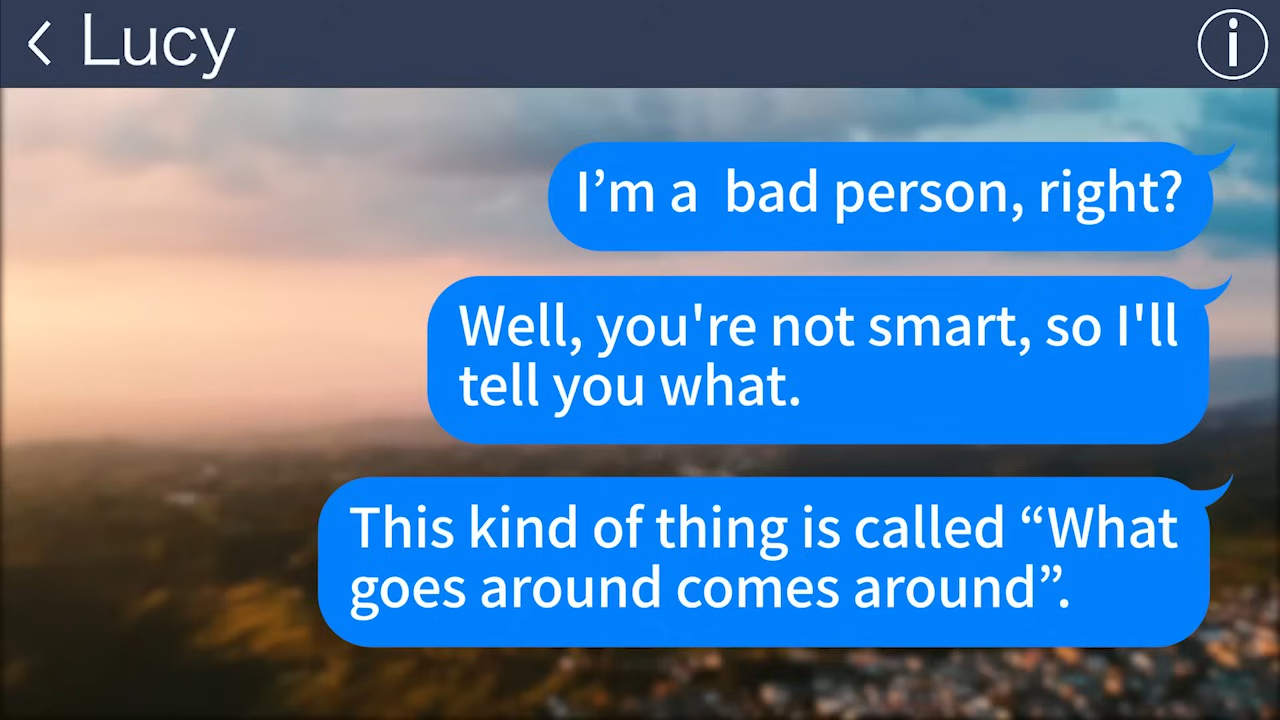 Lucy
I’m a  bad person, right?
Well, you're not smart, so I'll
tell you what.
This kind of thing is called “What
goes around comes around”.